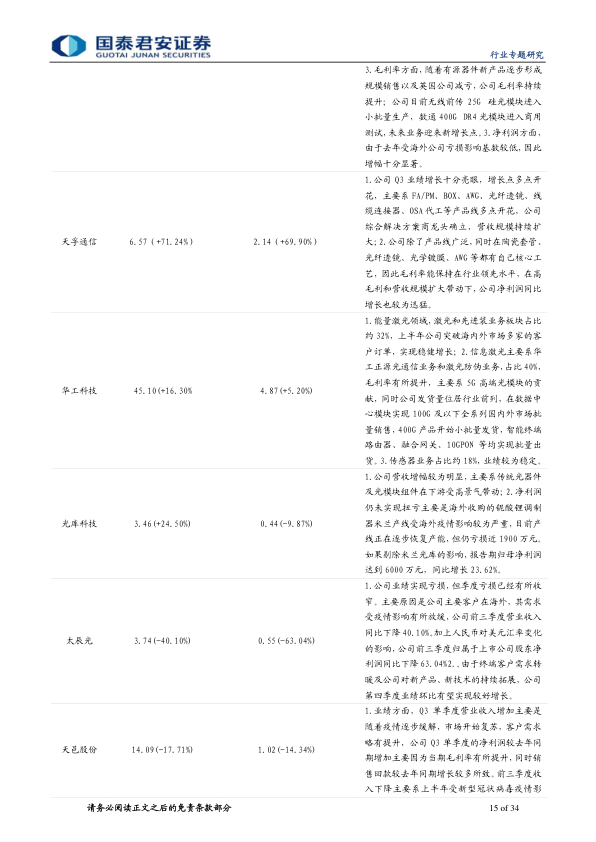 国泰君安证券
GUOTAI JUNAN SECURITIES
行业专题研究
3.毛利率方面，随着有源器件新产品逐步形成
规模销售以及英国公司减亏，公司毛利率持续
提升；公司目前无线前传 25G 硅光模块进入
小批量生产，数通 400G DR4 光模块进入商用
测试，未来业务迎来新增长点。3.净利润方面，
由于去年受海外公司亏损影响基数较低，因此
增幅十分显著。
天孚通信 6.57（+71.24%） 2.14（+69.90%）
1.公司 Q3 业绩增长十分亮眼，增长点多点开
花，主要系 FA/PM、BOX、AWG、光纤透镜、线
缆连接器、OSA 代工等产品线多点开花，公司
综合解决方案商龙头确立，营收规模持续扩
大；2.公司除了产品线广泛，同时在陶瓷套管、
光纤透镜、光学镀膜、AWG 等都有自己核心工
艺，因此毛利率能保持在行业领先水平，在高
毛利和营收规模扩大带动下，公司净利润同比
增长也较为迅猛。
华工科技 45.10(+16.30% 4.87(+5.20%)
1.能量激光领域，激光和先进装业务板块占比
约 32%，上半年公司突破海内外市场多家的客
户订单，实现稳健增长；2.信息激光主要系华
工正源光通信业务和激光防伪业务，占比 40%，
毛利率有所提升，主要系 5G 高端光模块的贡
献，同时公司发货量位居行业前列，在数据中
心模块实现 100G 及以下全系列国内外市场批
量销售，400G 产品开始小批量发货，智能终端
路由器、融合网关、10GPON 等均实现批量出
货。3.传感器业务占比约 18%，业绩较为稳定。
光库科技 3.46(+24.50%) 0.44(-9.87%)
1.公司营收增幅较为明显，主要系传统光器件
及光模块组件在下游受高景气带动；2.净利润
仍未实现扭亏主要是海外收购的铌酸锂调制
器米兰产线受海外疫情影响较为严重，目前产
线正在逐步恢复产能，但仍亏损近 1900 万元。
如果剔除米兰光库的影响，报告期归母净利润
达到 6000 万元，同比增长 23.62%。
太辰光 3.74(-40.10%) 0.55(-63.04%)
1.公司业绩实现亏损，但季度亏损已经有所收
窄。主要原因是公司主要客户在海外，其需求
受疫情影响有所放缓，公司前三季度营业收入
同比下降 40.10%。加上人民币对美元汇率变化
的影响，公司前三季度归属于上市公司股东净
利润同比下降 63.04%2.。由于终端客户需求转
暖及公司对新产品、新技术的持续拓展，公司
第四季度业绩环比有望实现较好增长。
天邑股份 14.09(-17.71%) 1.02(-14.34%)
1.业绩方面，Q3 单季度营业收入增加主要是
随着疫情逐步缓解，市场开始复苏，客户需求
略有提升，公司 Q3 单季度的净利润较去年同
期增加主要因为当期毛利率有所提升，同时销
售回款较去年同期增长较多所致。前三季度收
入下降主要系上半年受新型冠状病毒疫情影
请务必阅读正文之后的免责条款部分
15 of 34